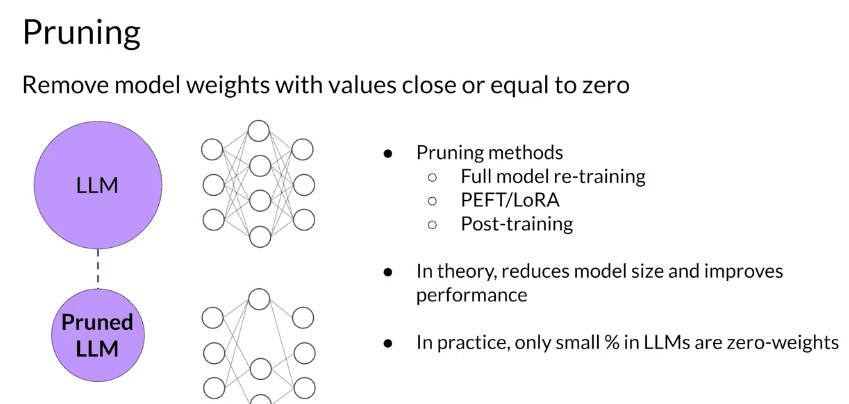 Pruning
Remove model weights with values close or equal to zero
LLM
Pruned
LLM
● Pruning methods
○ Full model re-training
○ PEFT/LoRA
○ Post-training
● In theory, reduces model size and improves
performance
● In practice, only small % in LLMs are zero-weights